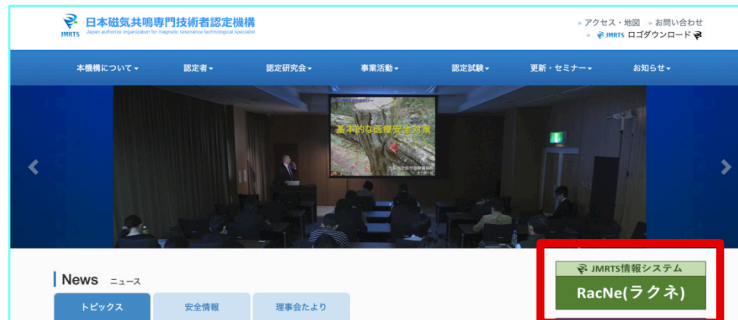 日本磁気共鳴専門技術者認定機構
JMRTS
Japan authorize organization for magnetic resonance technological specialist
» アクセス・地図 » お問い合わせ
» JMRTS ロゴダウンロード
本機構について
認定者
認定研究会
事業活動
認定試験
更新・セミナー
お知らせ
基本的な医療安全対策
News ニュース
トピックス
安全情報
理事会たより
JMRTS情報システム
RacNe(ラクネ)